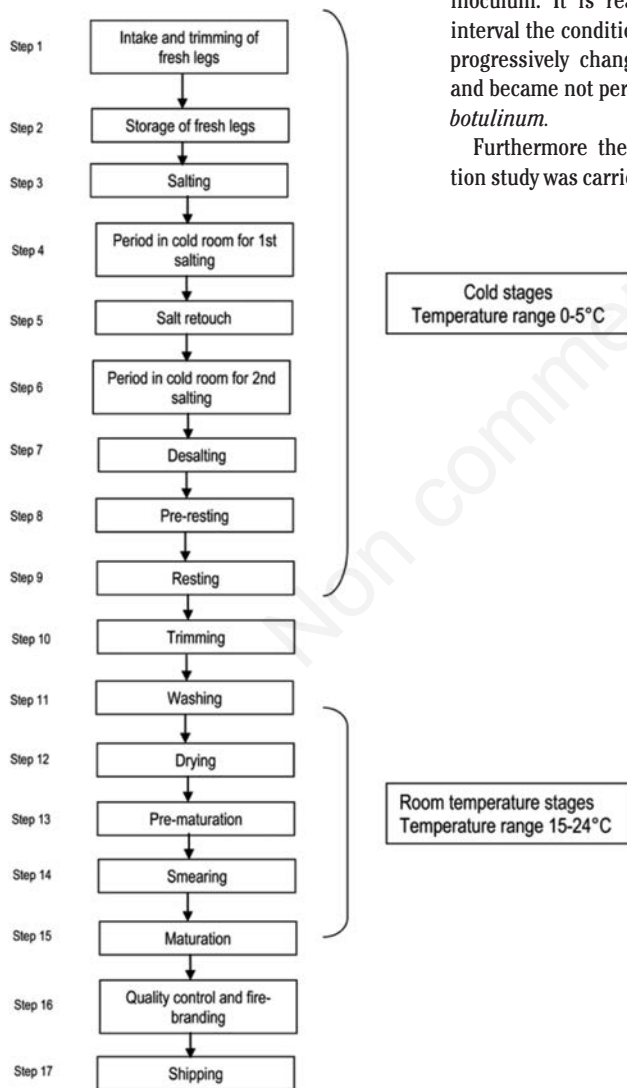 inoculum. It is
interval the
progressively
and became not
botulinum.
Furthermore the
tion study was
Step 1
Intake and trimming of
fresh legs
Step 2
Storage of fresh legs
Step 3
Salting
Step 4
Period in cold room for 1st
salting
Step 5
Salt retouch
Step 6
Period in cold room for 2nd
salting
Step 7
Desalting
Step 8
Pre-resting
Step 9
Resting
Cold stages
Temperature range 0-5°C
Step 10
Trimming
Step 11
Washing
Step 12
Drying
Step 13
Pre-maturation
Step 14
Smearing
Step 15
Maturation
Room temperature stages
Temperature range 15-24°C
Step 16
Quality control and fire-
branding
Step 17
Shipping
Non